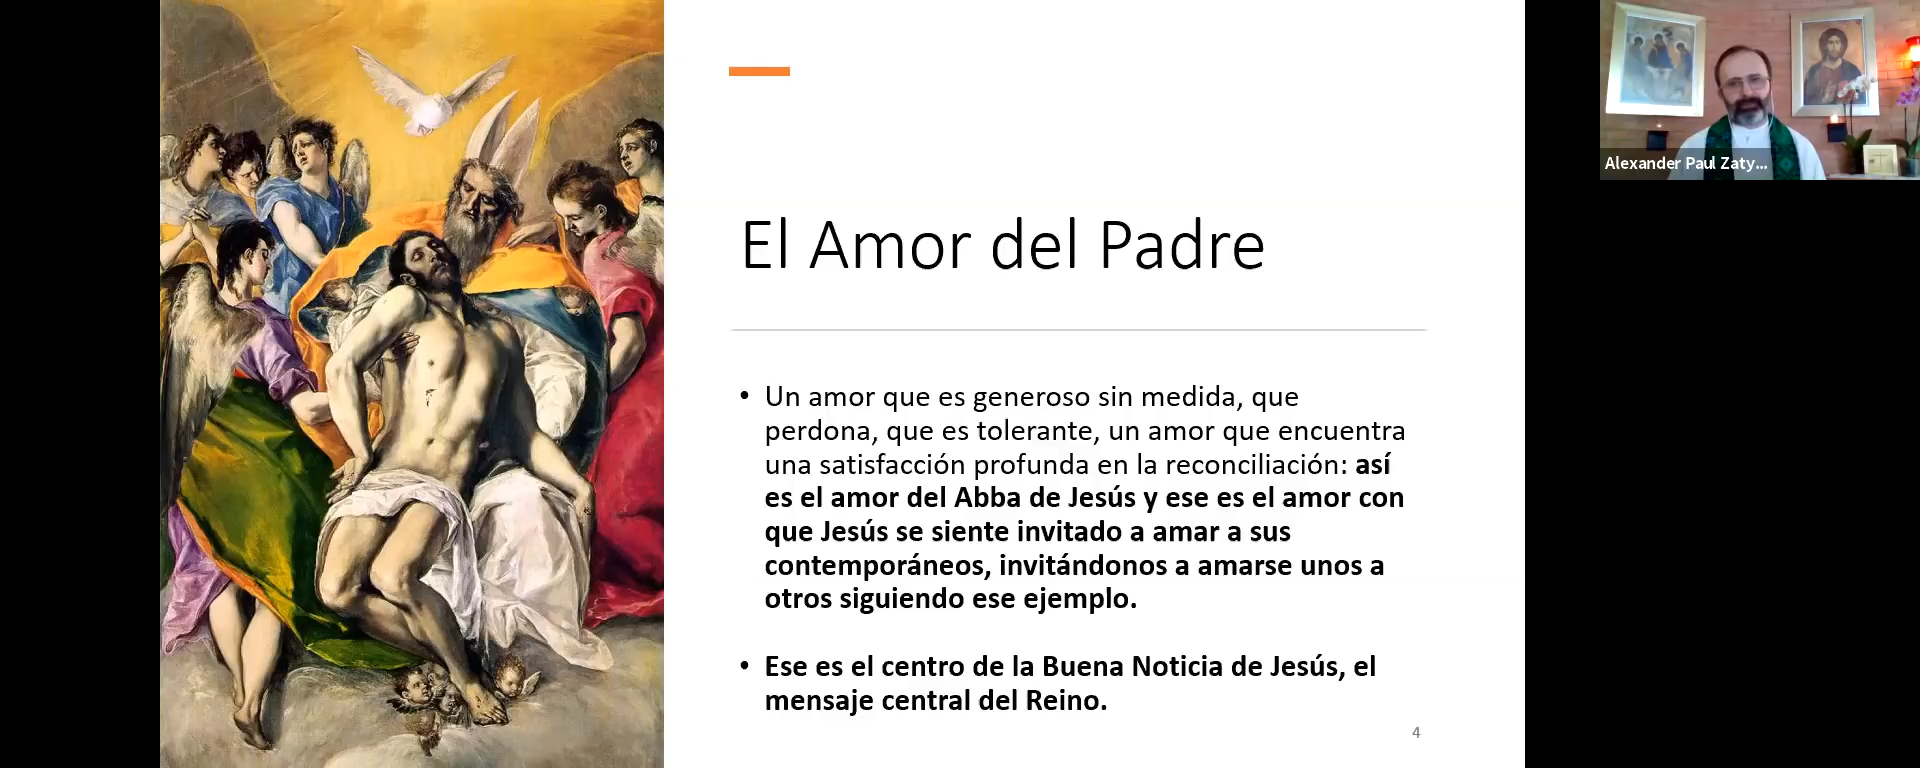 El Amor del Padre
• Un amor que es generoso sin medida, que
perdona, que es tolerante, un amor que encuentra
una satisfacción profunda en la reconciliación: así
es el amor del Abba de Jesús y ese es el amor con
que Jesús se siente invitado a amar a sus
contemporáneos, invitándonos a amarse unos a
otros siguiendo ese ejemplo.
• Ese es el centro de la Buena Noticia de Jesús, el
mensaje central del Reino.
4
Alexander Paul Zaty...